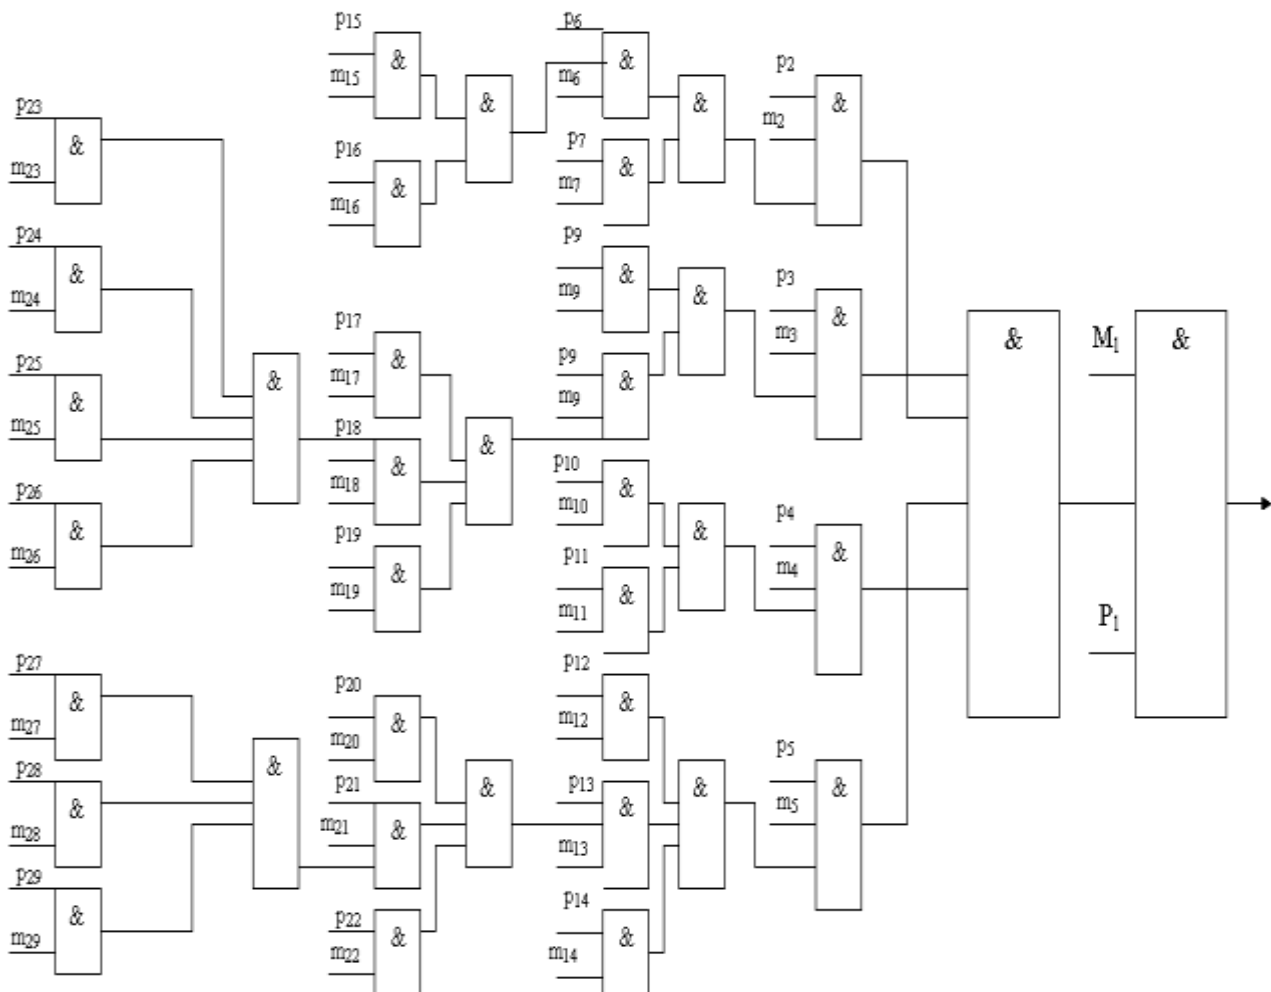 p15
&
m15
&
p16
&
m16
p23
&
m23
p24
&
m24
p25
&
m25
p26
&
m26
&
p17
&
m17
p18
&
m18
p19
&
m19
&
p27
&
m27
p28
&
m28
p29
&
m29
&
p20
&
m20
p21
&
m21
p22
&
m22
&
p6
&
m6
p7
&
m7
&
p9
&
m9
p9
&
m9
&
p10
&
m10
p11
&
m11
&
p12
&
m12
p13
&
m13
p14
&
m14
&
p2
&
m2
p3
&
m3
p4
&
m4
p5
&
m5
&
M1
&
P1